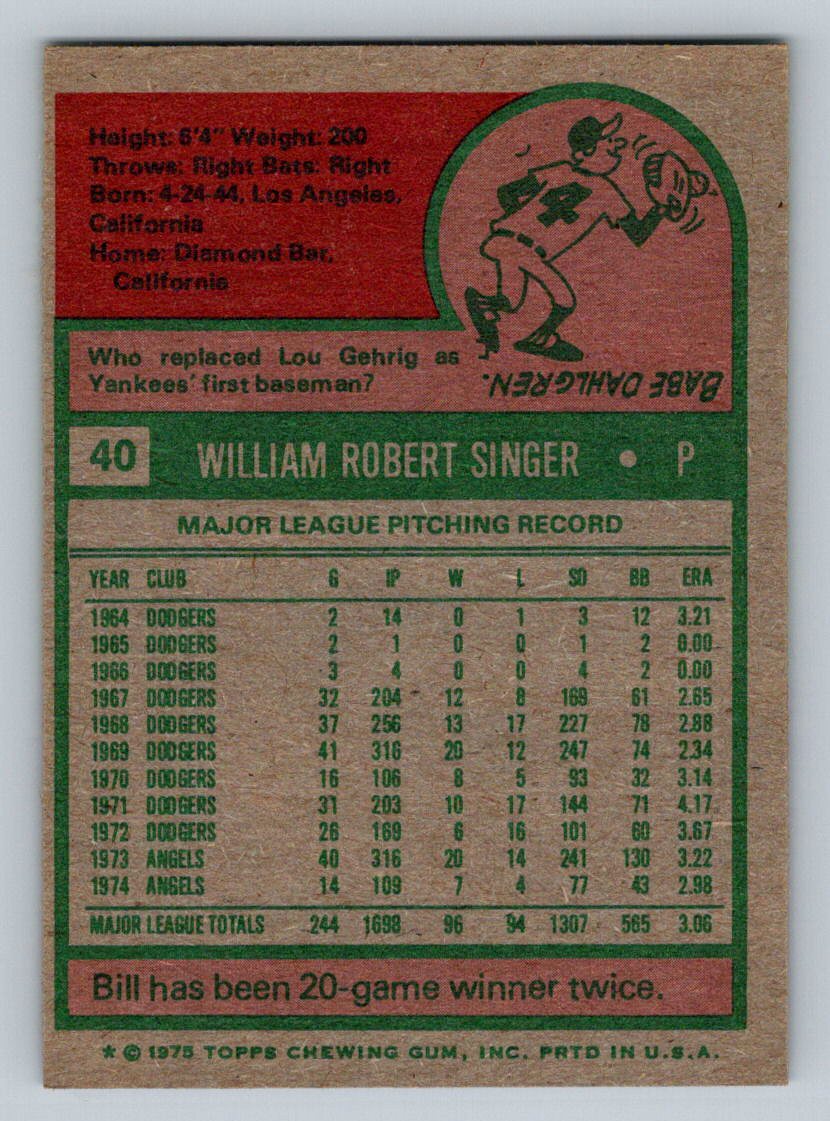 Height: 6'4" Weight: 200
Throws: Right Bats: Right
Born: 4-24-44, Los Angeles,
California
Home: Diamond Bar,
California
4
Who replaced Lou Gehrig as
Yankees' first baseman?
BABE DAHLGREN.
40 WILLIAM ROBERT SINGER • P
MAJOR LEAGUE PITCHING RECORD
YEAR CLUB G IP W L SO BB ERA
1964 DODGERS 2 14 0 1 3 12 3.21
1965 DODGERS 2 1 0 0 1 2 0.00
1966 DODGERS 3 4 0 0 4 2 0.00
1967 DODGERS 32 204 12 8 169 61 2.65
1968 DODGERS 37 256 13 17 227 78 2.88
1969 DODGERS 41 316 20 12 247 74 2.34
1970 DODGERS 16 106 8 5 93 32 3.14
1971 DODGERS 31 203 10 17 144 71 4.17
1972 DODGERS 26 169 6 16 101 60 3.67
1973 ANGELS 40 316 20 14 241 130 3.22
1974 ANGELS 14 109 7 4 77 43 2.98
MAJOR LEAGUE TOTALS 244 1698 96 94 1307 565 3.06
Bill has been 20-game winner twice.
* © 1975 TOPPS CHEWING GUM, INC. PRTD IN U.S.A.